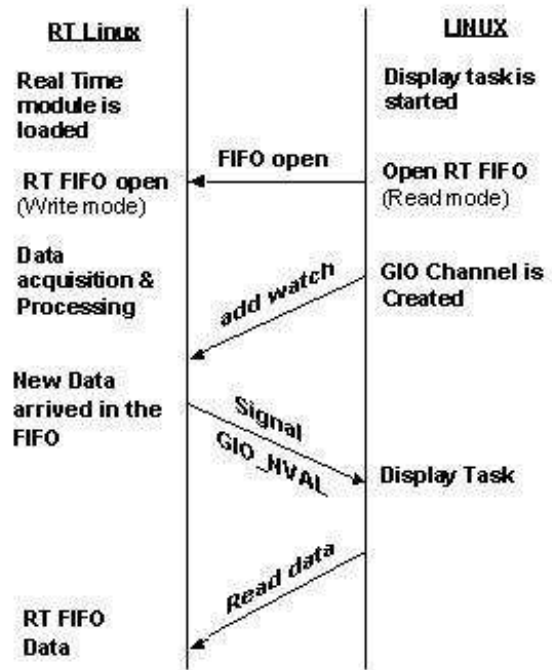 RT Linux
LINUX
Real Time
module is
loaded
Display task is
started
FIFO open
RT FIFO open
(Write mode)
Open RT FIFO
(Read mode)
Data
acquisition &
Processing
add watch
GIO Channel is
Created
New Data
arrived in the
FIFO
Signal
GIO_NVAL
Display Task
Read data
RT FIFO
Data